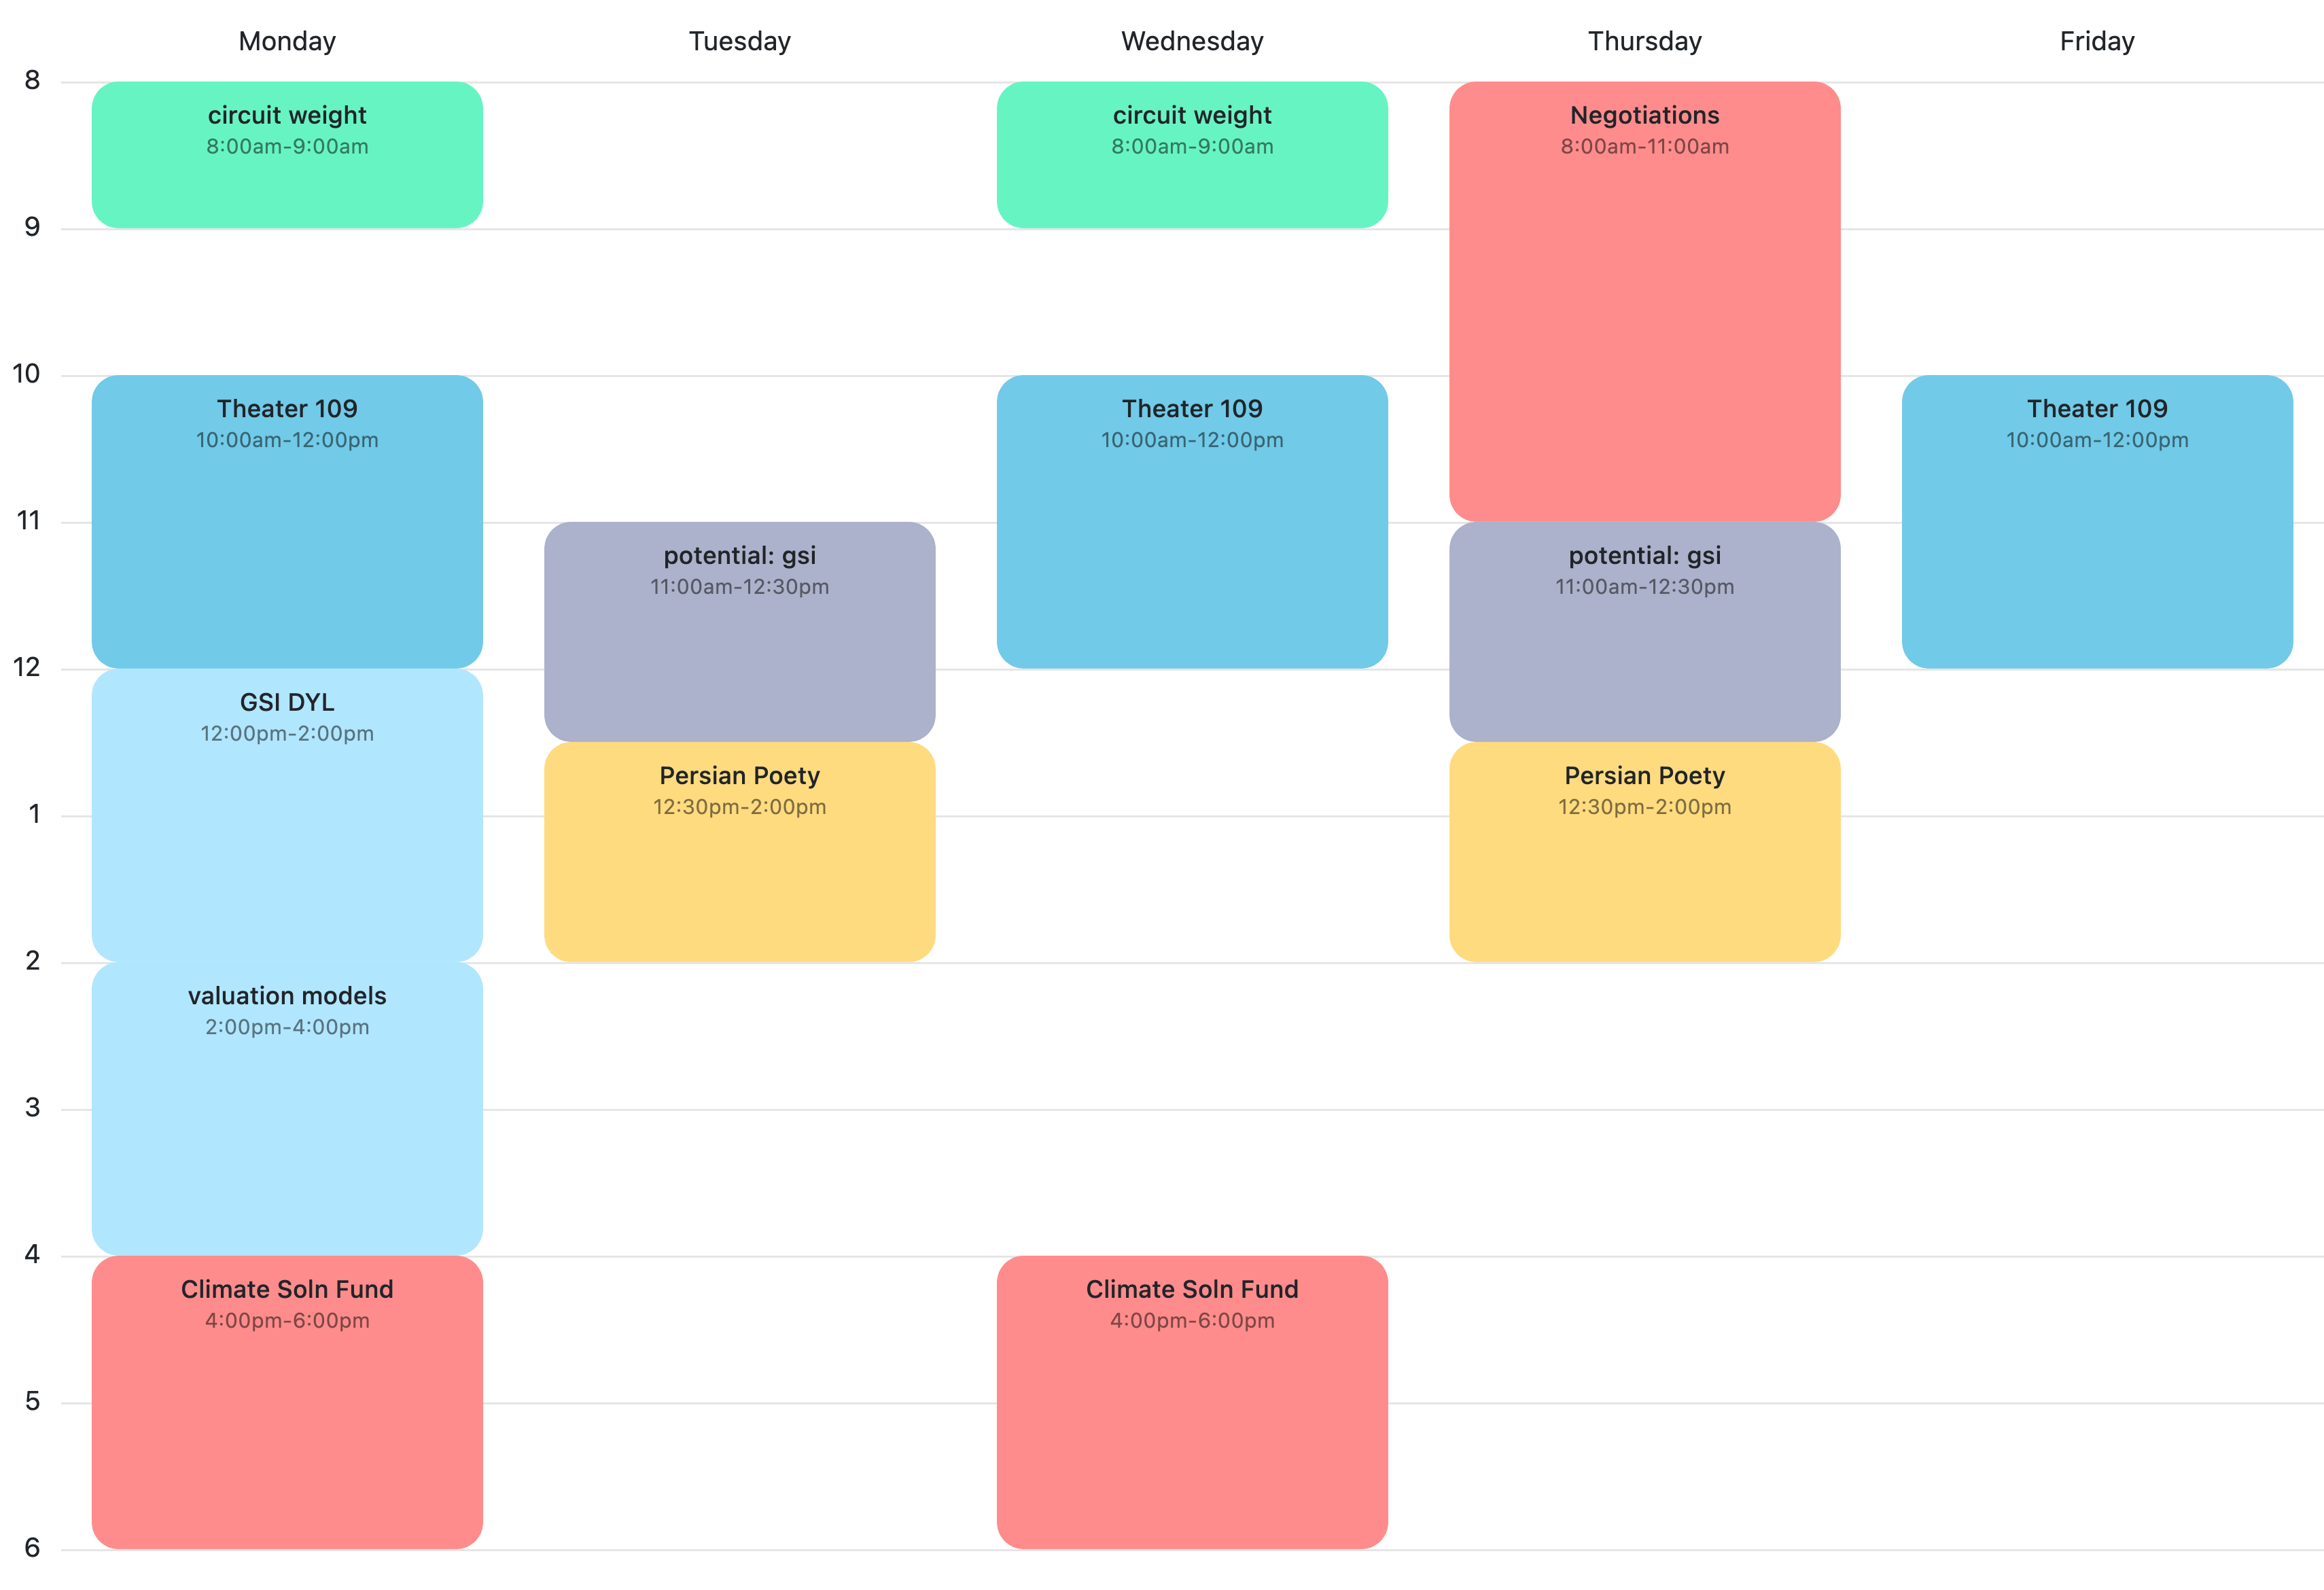 Monday
Tuesday
Wednesday
Thursday
Friday
8
circuit weight
8:00am-9:00am
circuit weight
8:00am-9:00am
Negotiations
8:00am-11:00am
9
10
Theater 109
10:00am-12:00pm
Theater 109
10:00am-12:00pm
Theater 109
10:00am-12:00pm
11
potential: gsi
11:00am-12:30pm
potential: gsi
11:00am-12:30pm
12
GSI DYL
12:00pm-2:00pm
Persian Poety
12:30pm-2:00pm
Persian Poety
12:30pm-2:00pm
1
2
valuation models
2:00pm-4:00pm
3
4
Climate Soln Fund
4:00pm-6:00pm
Climate Soln Fund
4:00pm-6:00pm
5
6